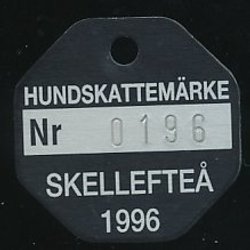 HUNDSKATTEMÄRKE
Nr 0196
SKELLEFTEÅ
1996